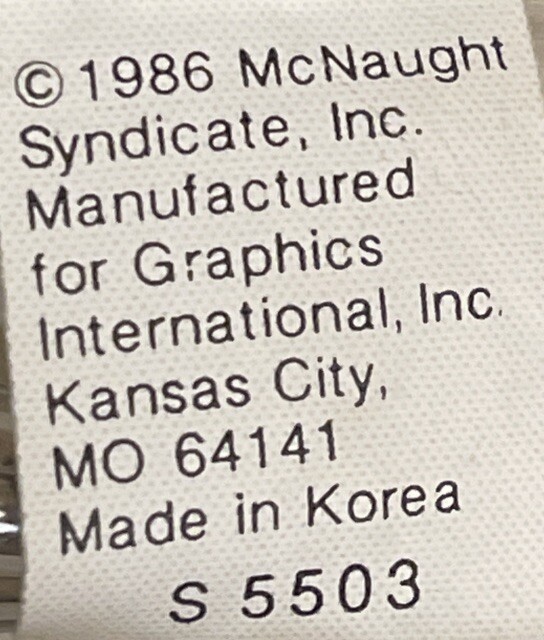 ©1986 McNaught
Syndicate, Inc.
Manufactured
for Graphics
International, Inc.
Kansas City,
MO 64141
Made in Korea
S 5503